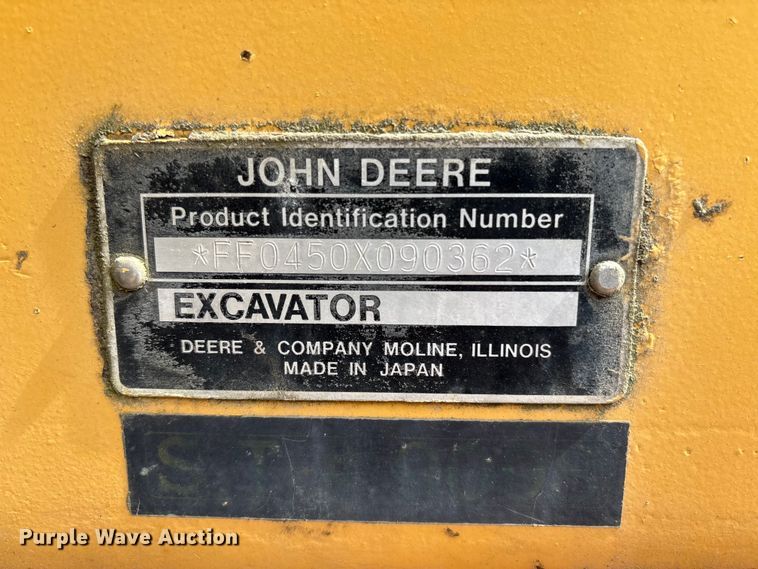 JOHN DEERE
Product Identification Number
*FF0450X090362*
EXCAVATOR
DEERE & COMPANY MOLINE, ILLINOIS
MADE IN JAPAN
Purple Wave Auction